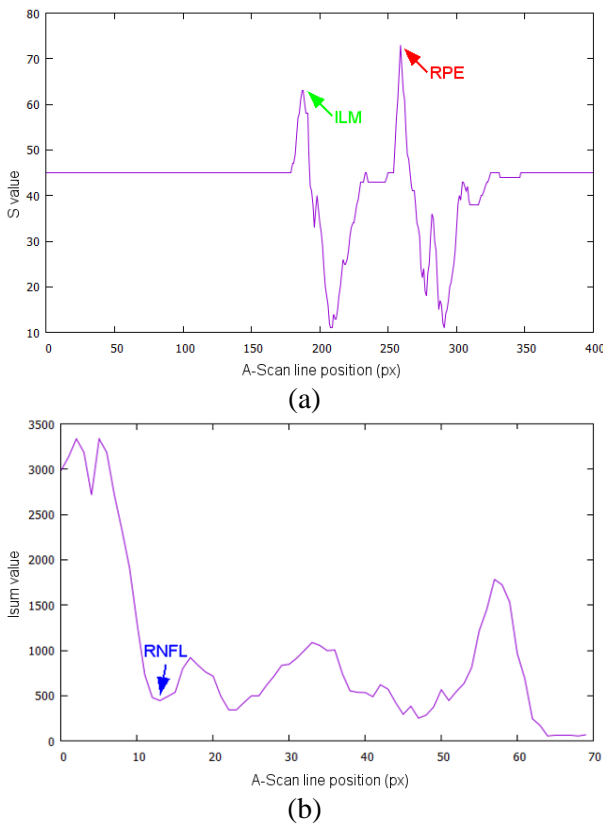 80
70
60
50
40
30
20
10
S value
ILM
RPE
0 50 100 150 200 250 300 350 400
A-Scan line position (px)
(a)
3500
3000
2500
2000
1500
1000
500
0
Isum value
RNFL
0 10 20 30 40 50 60 70
A-Scan line position (px)
(b)